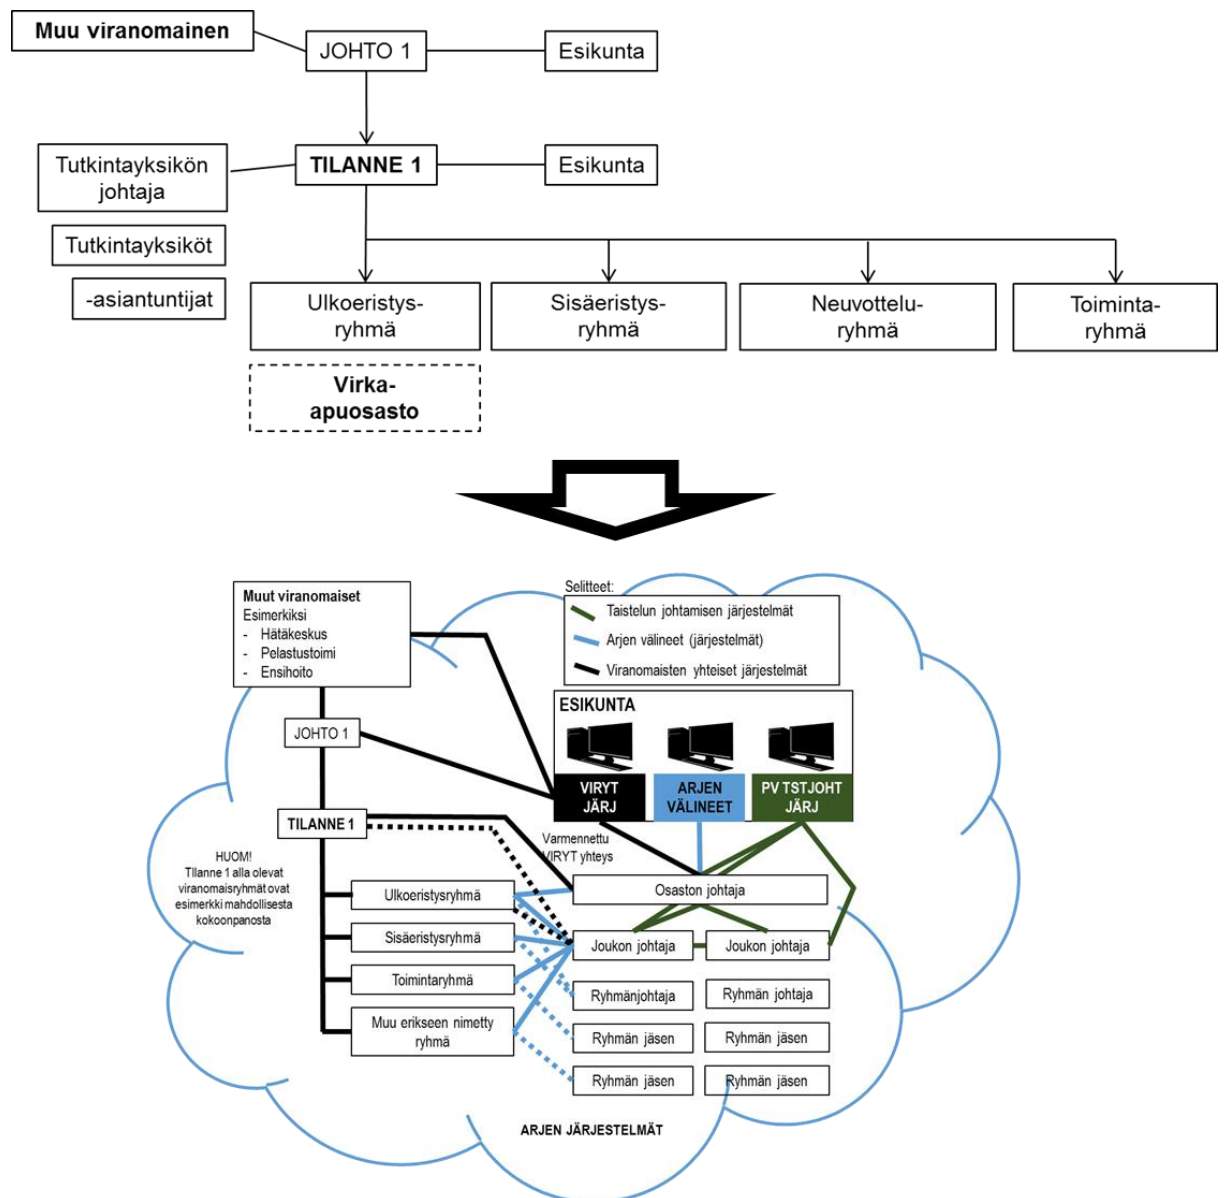 Muu viranomainen
JOHTO 1
Esikunta
Tutkintayksikön
johtaja
TILANNE 1
Esikunta
Tutkintayksiköt
-asiantuntijat
Ulkoeristys-
ryhmä
Sisäeristys-
ryhmä
Neuvottelu-
ryhmä
Toiminta-
ryhmä
Virka-
apuosasto
Selitteet:
Taistelun johtamisen järjestelmät
Arjen välineet (järjestelmät)
Viranomaisten yhteiset järjestelmät
Muut viranomaiset
Esimerkiksi
- Hätäkeskus
- Pelastustoimi
- Ensihoito
ESIKUNTA
JOHTO 1
VIRYT
JÄRJ
ARJEN
VÄLINEET
PV TSTJOHT
JÄRJ
TILANNE 1
Varmennettu
VIRYT yhteys
HUOM!
TIlanne 1 alla olevat
viranomaisryhmät ovat
esimerkki mahdollisesta
kokoonpanosta
Ulkoeristysryhmä
Osaston johtaja
Sisäeristysryhmä
Joukon johtaja
Joukon johtaja
Toimintaryhmä
Ryhmänjohtaja
Ryhmän johtaja
Muu erikseen nimetty
ryhmä
Ryhmän jäsen
Ryhmän jäsen
Ryhmän jäsen
Ryhmän jäsen
ARJEN JÄRJESTELMÄT